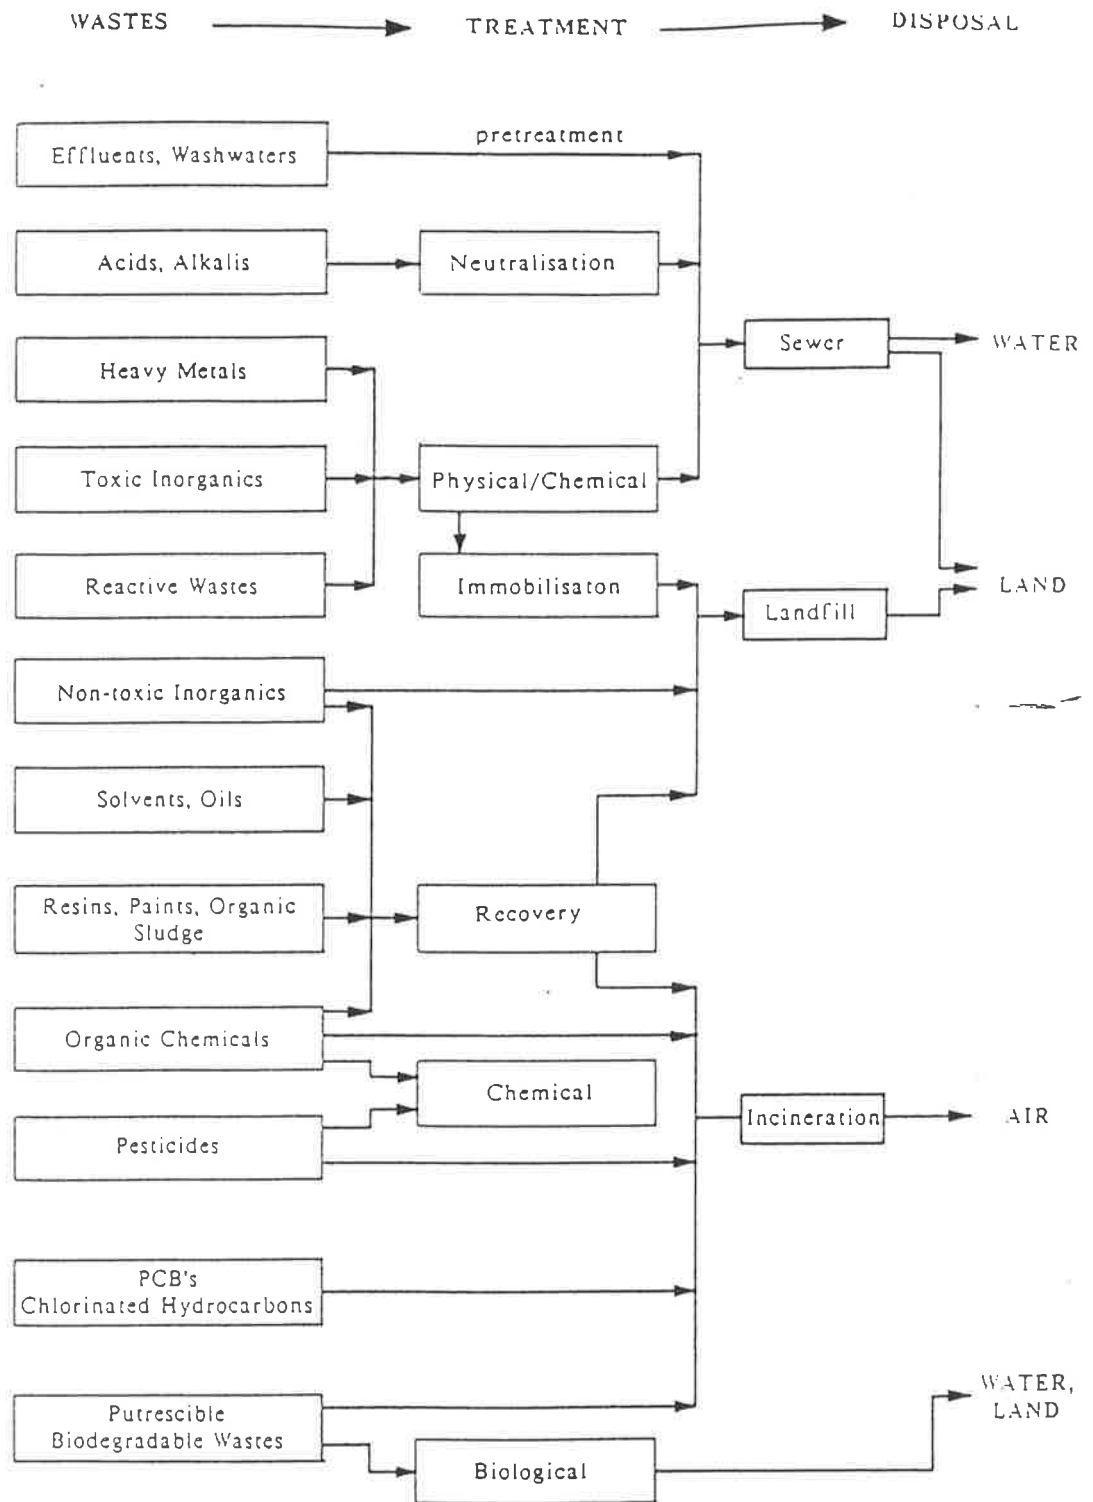 WASTES
TREATMENT
DISPOSAL
pretreatment
Effluents, Washwaters
Acids, Alkalis
Neutralisation
Sewer
WATER
Heavy Metals
Toxic Inorganics
Physical/Chemical
Reactive Wastes
Immobilisaton
Landfill
LAND
Non-toxic Inorganics
Solvents, Oils
Resins, Paints, Organic
Sludge
Recovery
Organic Chemicals
Chemical
Pesticides
Incineration
AIR
PCB's
Chlorinated Hydrocarbons
Putrescible
Biodegradable Wastes
Biological
WATER,
LAND